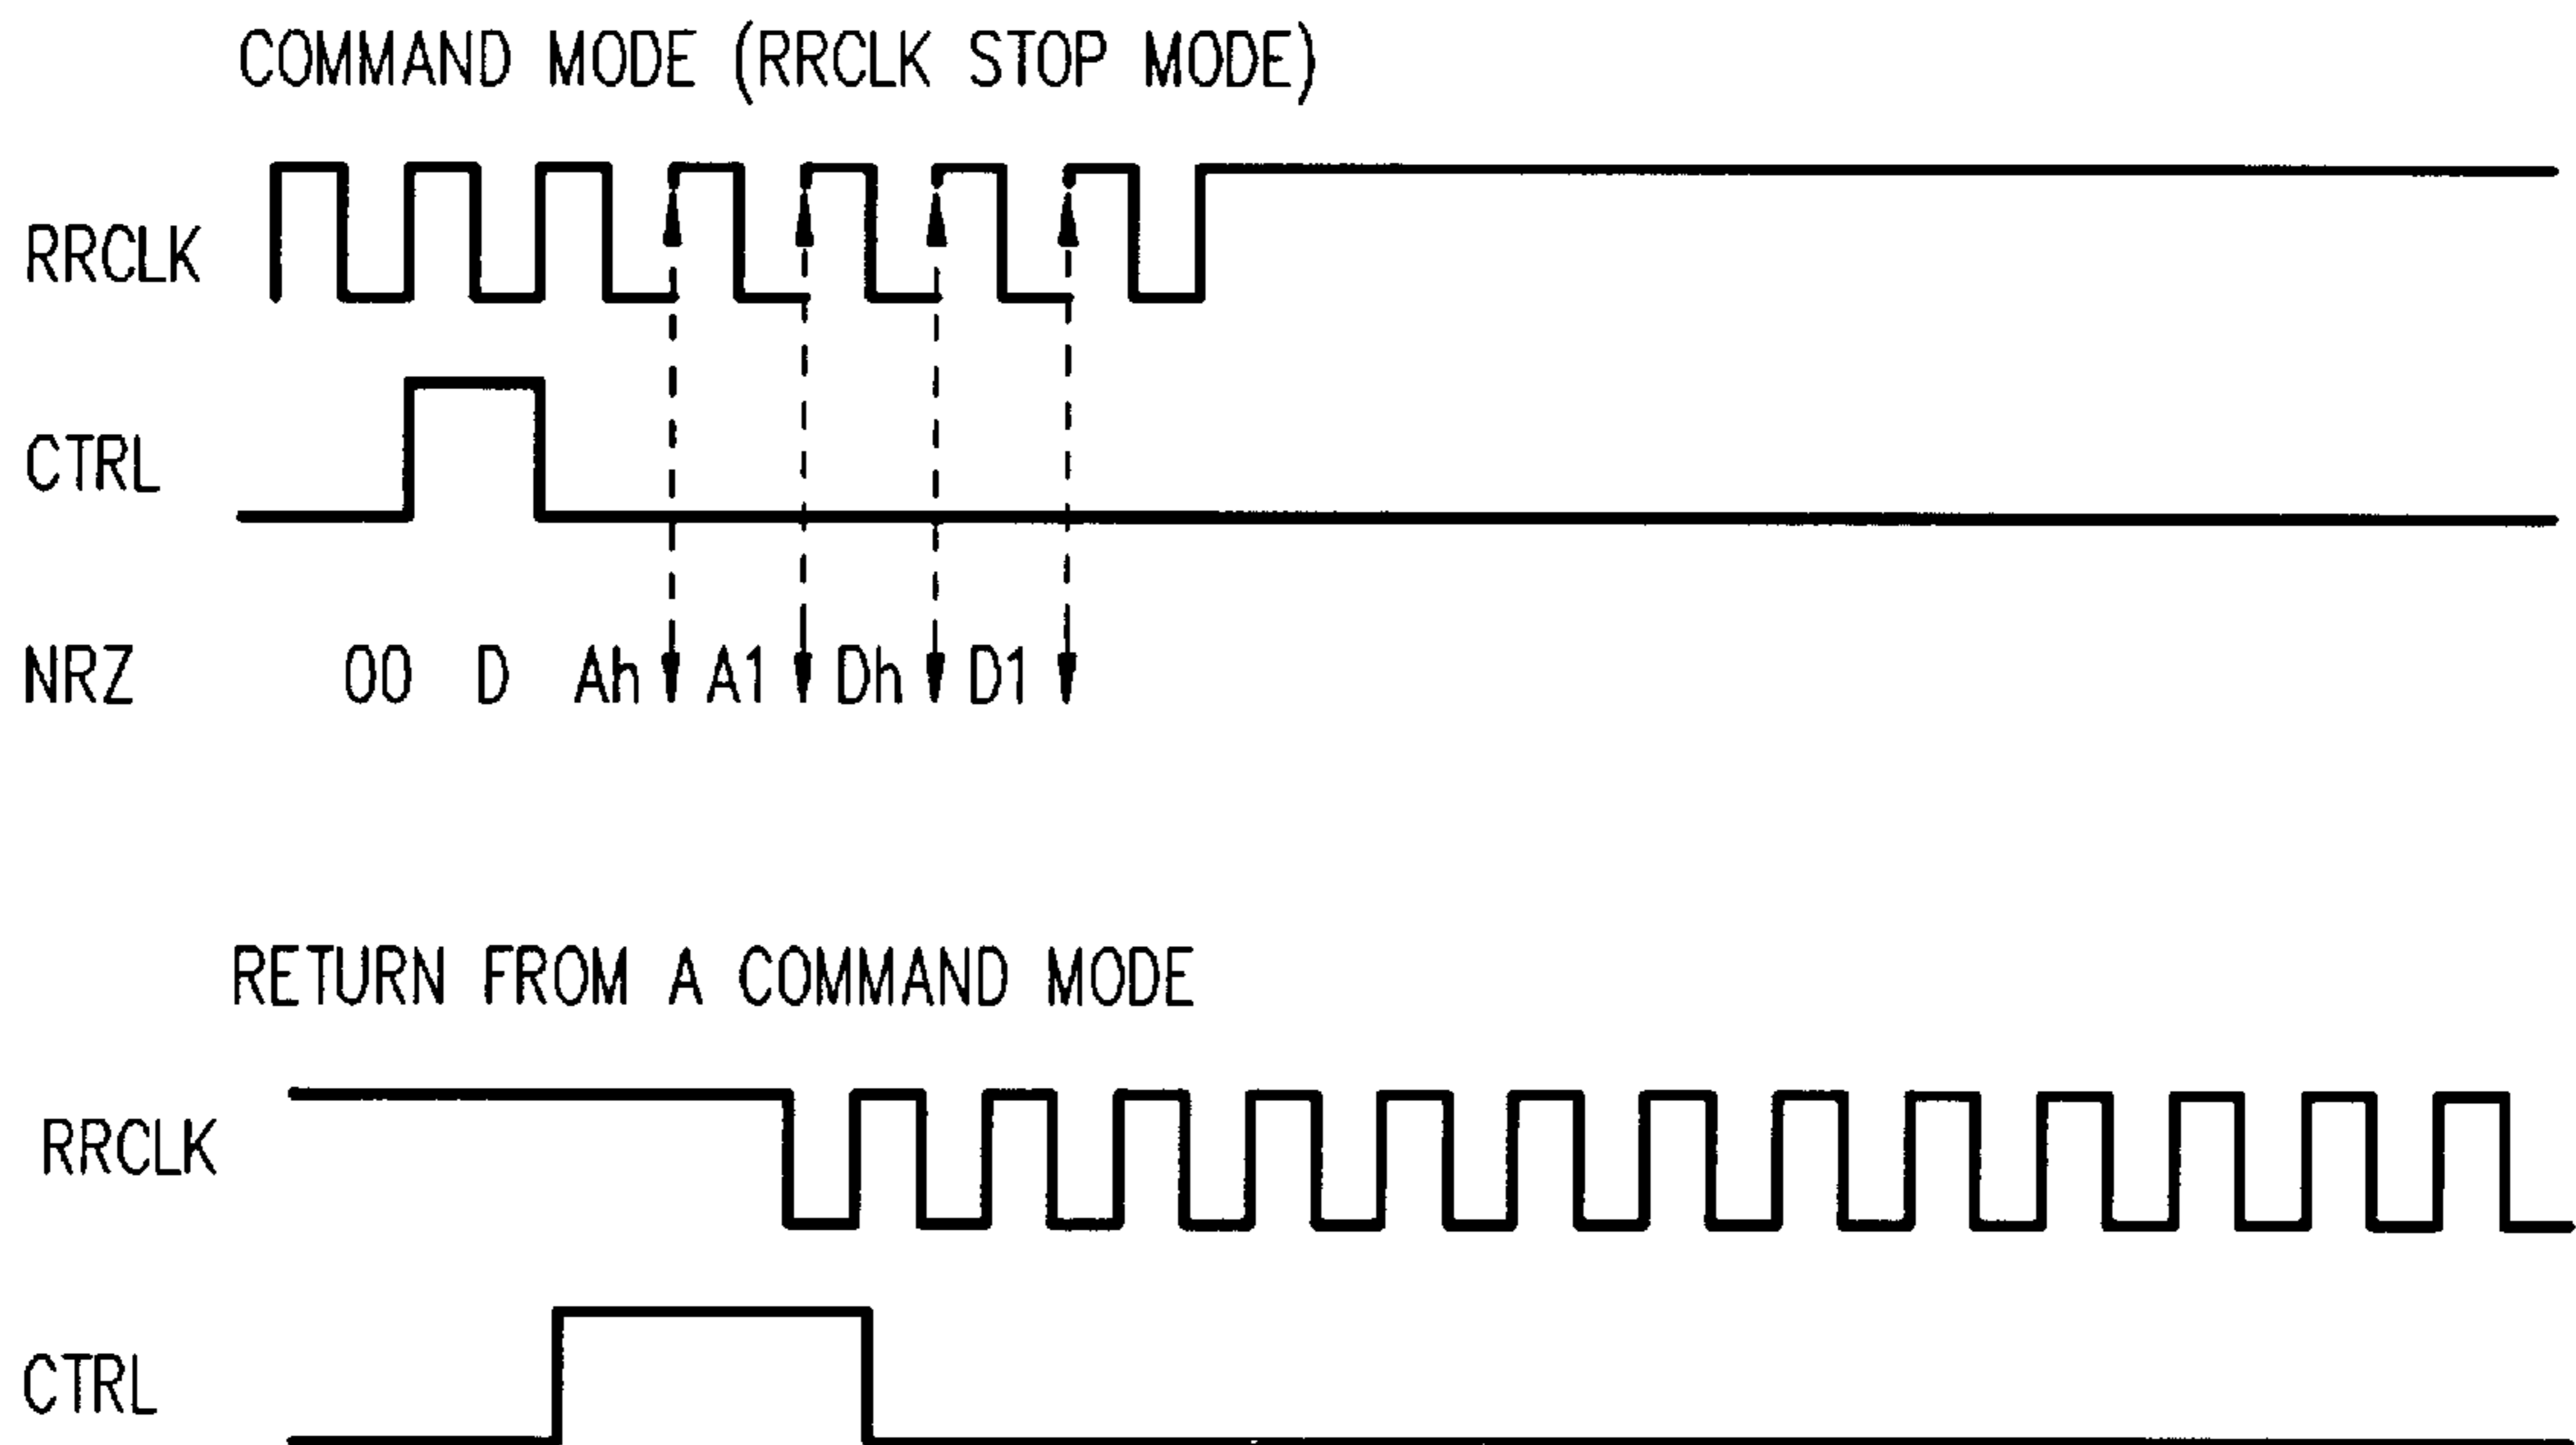 COMMAND MODE (RRCLK STOP MODE)
RRCLK
CTRL
NRZ 00 D Ah A1 Dh D1
RETURN FROM A COMMAND MODE
RRCLK
CTRL